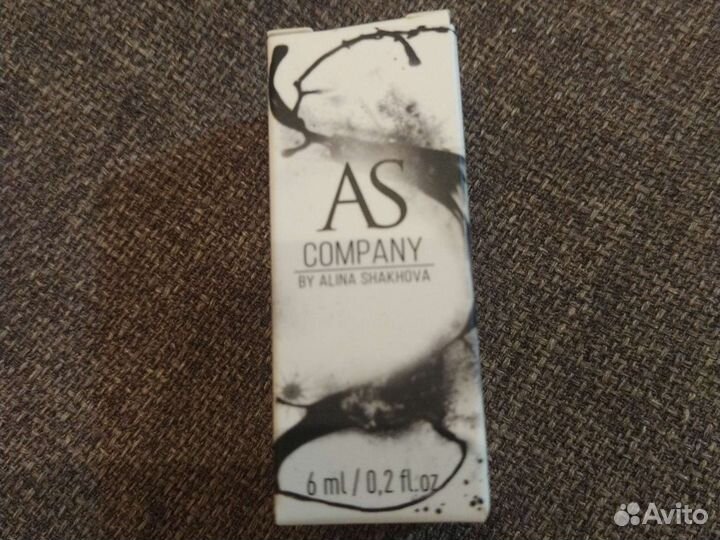 AS
COMPANY
BY ALINA SHAKHOVA
6 ml / 0,2 fl.oz
Avito